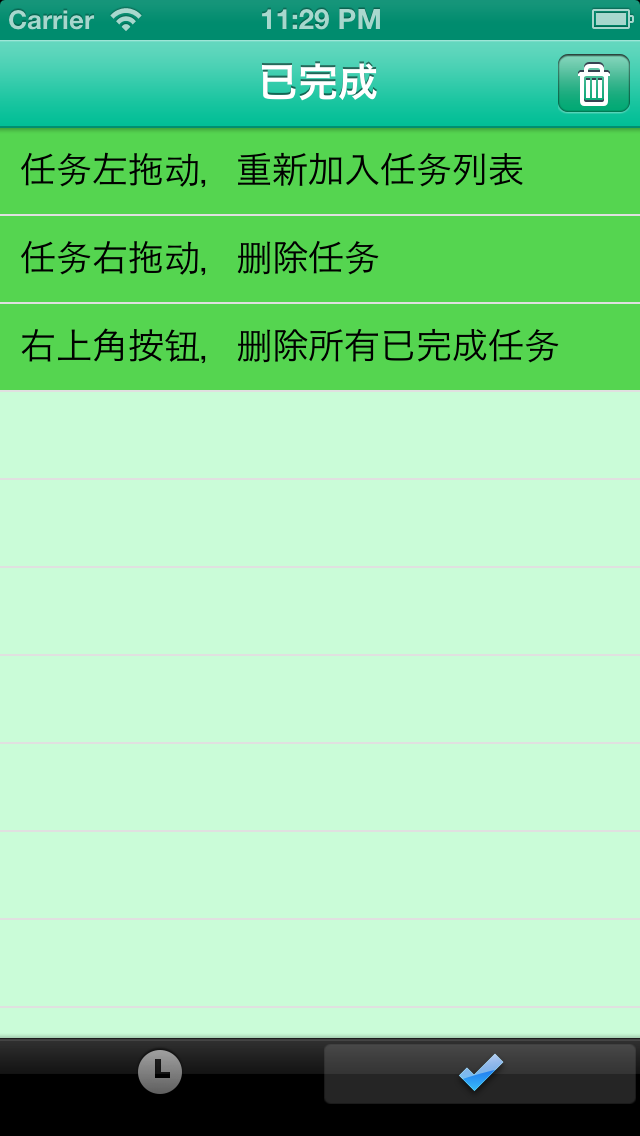 Carrier 11:29 PM
已完成
任务左拖动，重新加入任务列表
任务右拖动，删除任务
右上角按钮，删除所有已完成任务